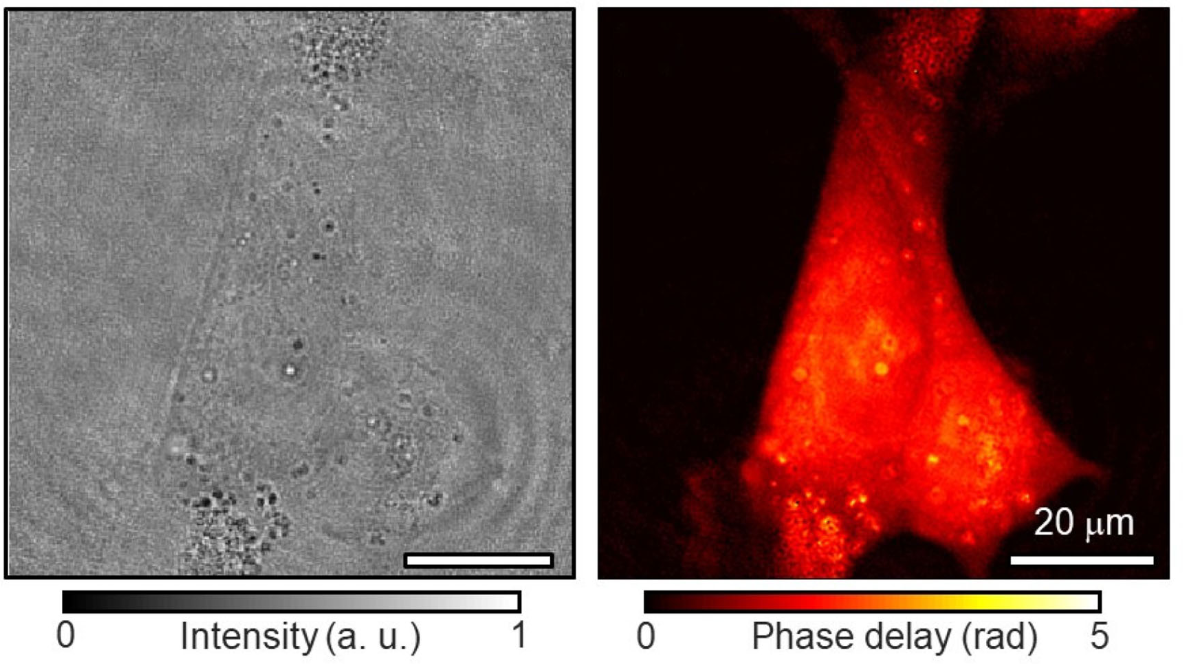 20 μm
0 Intensity (a. u.) 1
0 Phase delay (rad) 5